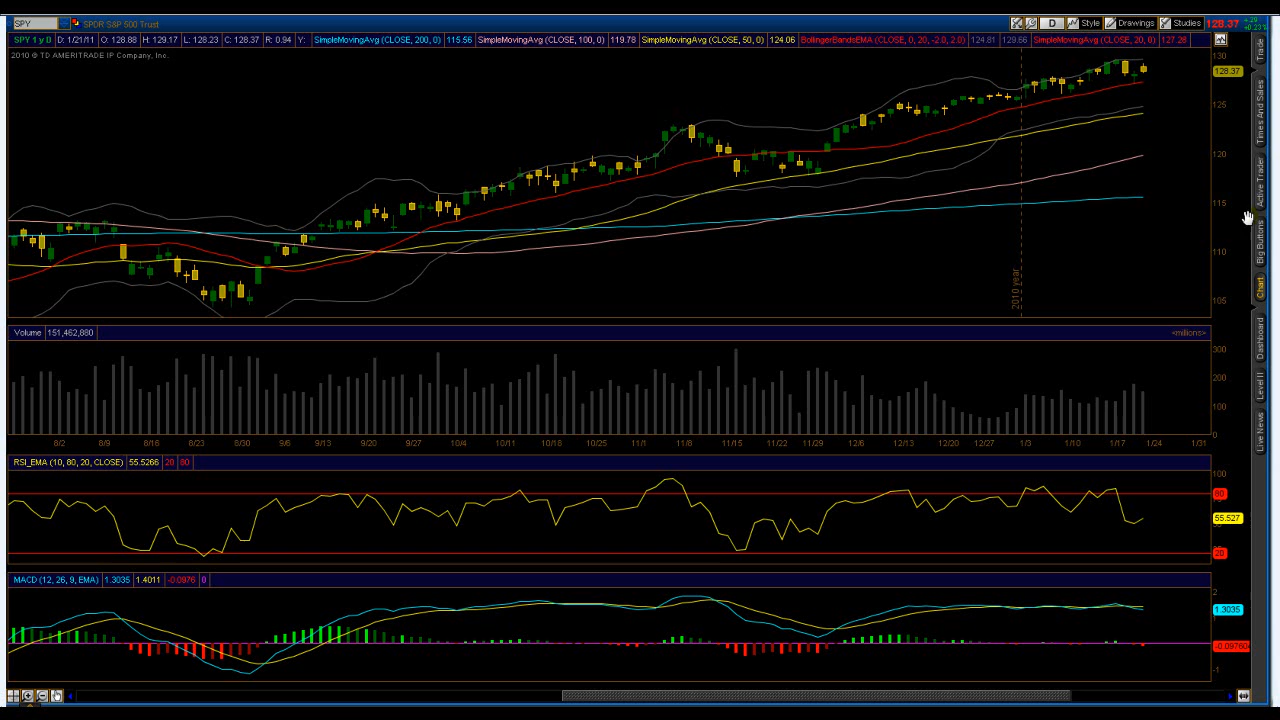 SPY SPDR S&P 500 Trust D Style Drawings Studies 128.37 +.29 +0.23%
SPY 1 y D D: 1/21/11 O: 128.88 H: 129.17 L: 128.23 C: 128.37 R: 0.94 Y: SimpleMovingAvg (CLOSE, 200, 0) 115.56 SimpleMovingAvg (CLOSE, 100, 0) 119.78 SimpleMovingAvg (CLOSE, 50, 0) 124.06 BollingerBandsEMA (CLOSE, 0, 20, -2.0, 2.0) 124.81 129.66 SimpleMovingAvg (CLOSE, 20, 0) 127.26
2010 © TD AMERITRADE IP Company, Inc.
130
128.37
125
120
115
110
105
2010 year
Volume 151,462,880 <millions>
300
200
100
0
8/2 8/9 8/16 8/23 8/30 9/6 9/13 9/20 9/27 10/4 10/11 10/18 10/25 11/1 11/8 11/15 11/22 11/29 12/6 12/13 12/20 12/27 1/3 1/10 1/17 1/24 1/31
RSI_EMA (10, 80, 20, CLOSE) 55.5266 20 80
100
80
55.527
20
MACD (12, 26, 9, EMA) 1.3035 1.4011 -0.0976 0
2
1.3035
-0.0976
-1
Trade
Times And Sales
Active Trader
Big Buttons
Chart
Dashboard
Level II
Live News